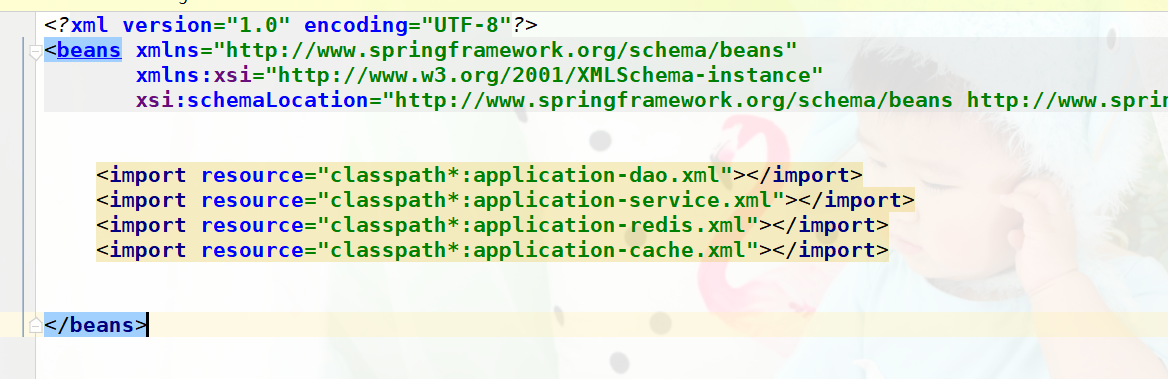 <?xml version="1.0" encoding="UTF-8"?>
<beans xmlns="http://www.springframework.org/schema/beans"
xmlns:xsi="http://www.w3.org/2001/XMLSchema-instance"
xsi:schemaLocation="http://www.springframework.org/schema/beans http://www.sprin
<import resource="classpath*:application-dao.xml"></import>
<import resource="classpath*:application-service.xml"></import>
<import resource="classpath*:application-redis.xml"></import>
<import resource="classpath*:application-cache.xml"></import>
</beans>